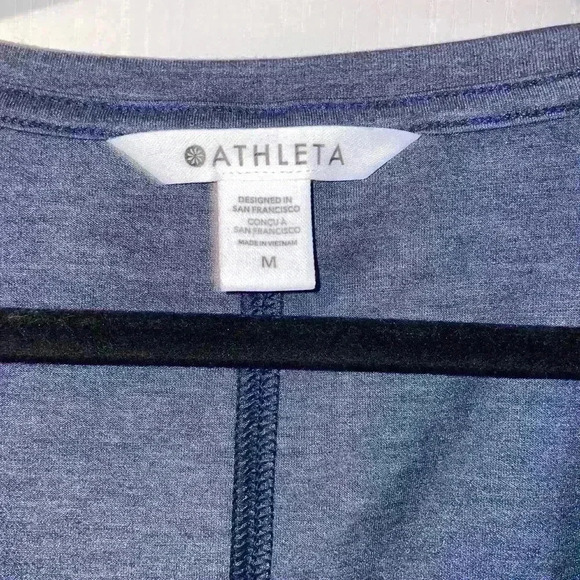 ATHLETA
DESIGNED IN
SAN FRANCISCO
CONÇU À
SAN FRANCISCO
MADE IN VIETNAM
M